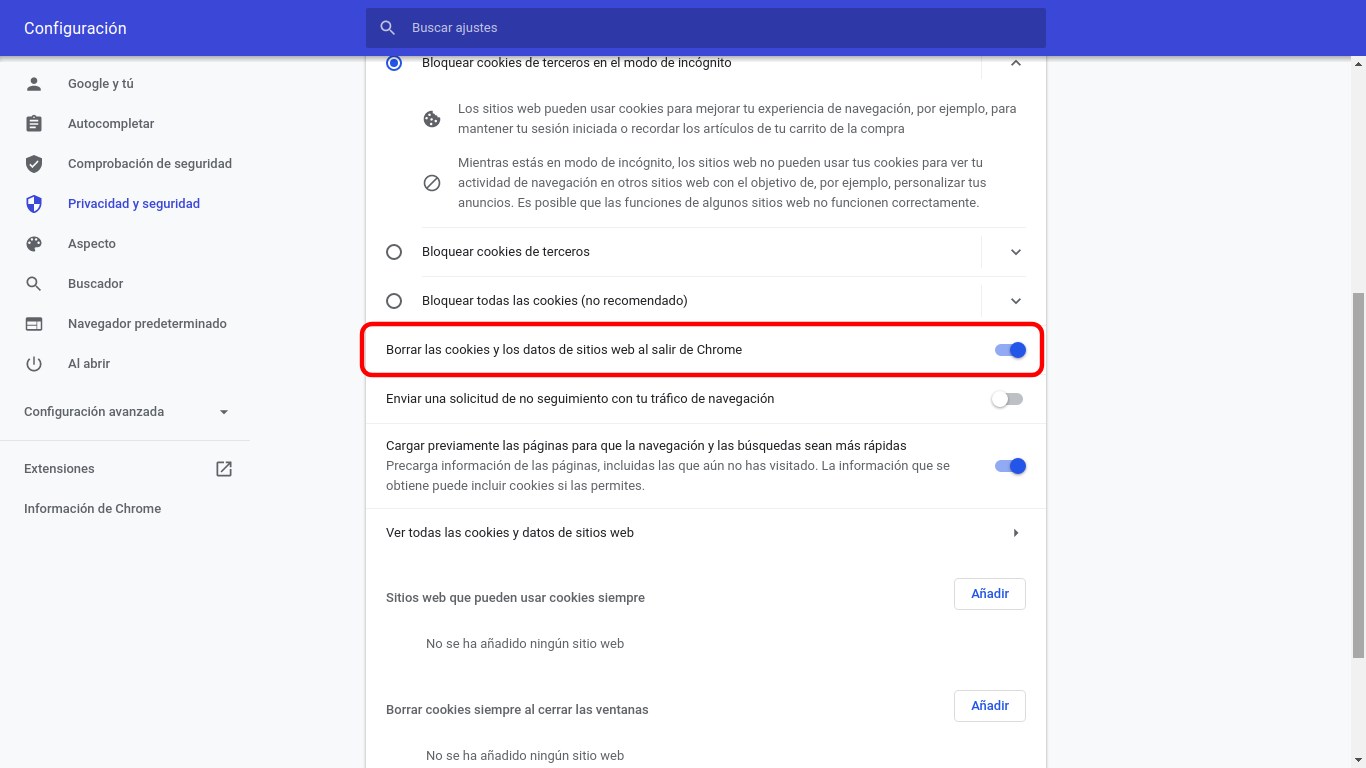 Configuración
Buscar ajustes
Google y tú
Autocompletar
Comprobación de seguridad
Privacidad y seguridad
Aspecto
Buscador
Navegador predeterminado
Al abrir
Configuración avanzada
Extensiones
Información de Chrome
Bloquear cookies de terceros en el modo de incógnito
Los sitios web pueden usar cookies para mejorar tu experiencia de navegación, por ejemplo, para
mantener tu sesión iniciada o recordar los artículos de tu carrito de la compra
Mientras estás en modo de incógnito, los sitios web no pueden usar tus cookies para ver tu
actividad de navegación en otros sitios web con el objetivo de, por ejemplo, personalizar tus
anuncios. Es posible que las funciones de algunos sitios web no funcionen correctamente.
Bloquear cookies de terceros
Bloquear todas las cookies (no recomendado)
Borrar las cookies y los datos de sitios web al salir de Chrome
Enviar una solicitud de no seguimiento con tu tráfico de navegación
Cargar previamente las páginas para que la navegación y las búsquedas sean más rápidas
Precarga información de las páginas, incluidas las que aún no has visitado. La información que se
obtiene puede incluir cookies si las permites.
Ver todas las cookies y datos de sitios web
Sitios web que pueden usar cookies siempre
Añadir
No se ha añadido ningún sitio web
Borrar cookies siempre al cerrar las ventanas
Añadir
No se ha añadido ningún sitio web